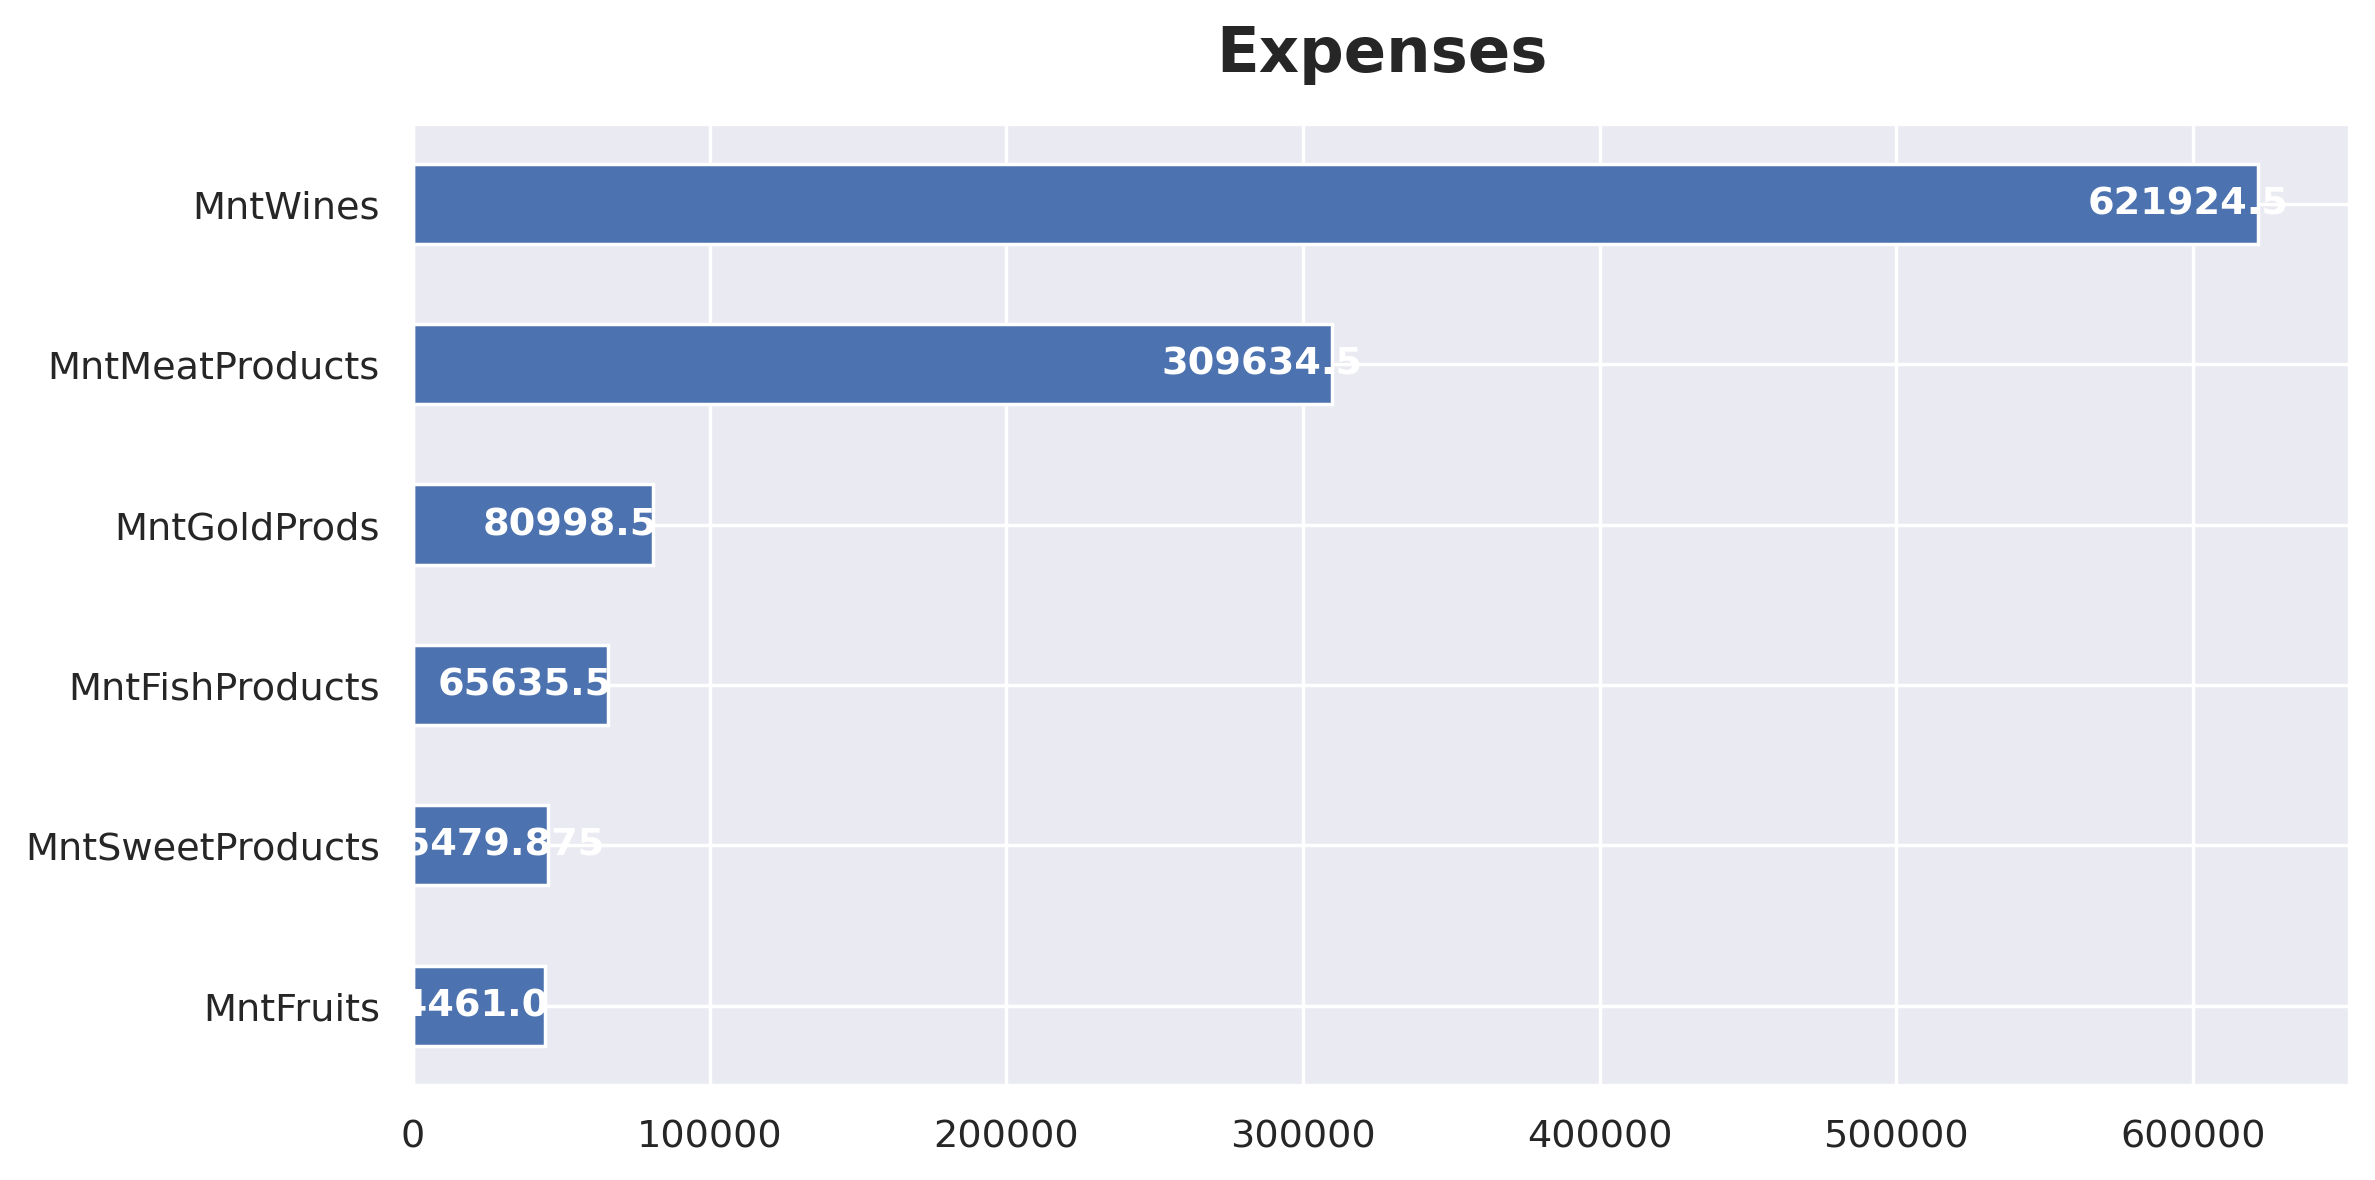 Expenses
MntWines 621924.5
MntMeatProducts 309634.5
MntGoldProds 80998.5
MntFishProducts 65635.5
MntSweetProducts 5479.875
MntFruits 4461.0
0 100000 200000 300000 400000 500000 600000